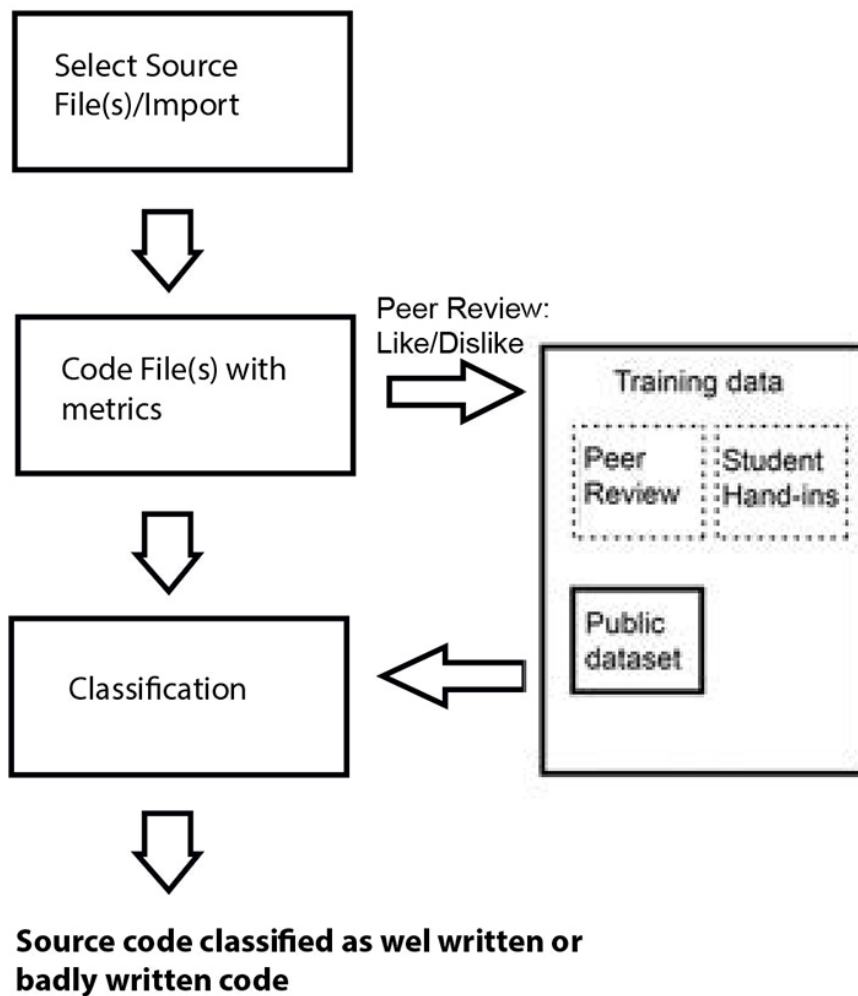 Select Source
File(s)/Import
Peer Review:
Like/Dislike
Code File(s) with
metrics
Training data
Peer
Review
Student
Hand-ins
Public
dataset
Classification
Source code classified as wel written or
badly written code